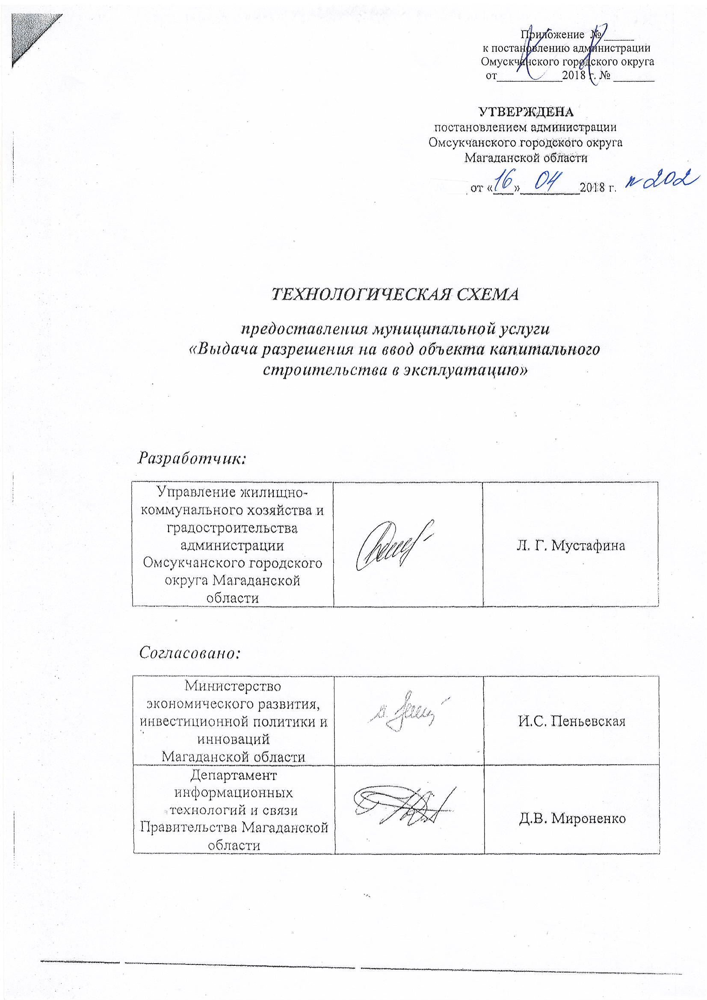 Приложение № ______
к постановлению администрации
Омускчанского городского округа
от____________2018 г. № ________
УТВЕРЖДЕНА
постановлением администрации
Омсукчанского городского округа
Магаданской области
от «16» 04 2018 г. № 202
ТЕХНОЛОГИЧЕСКАЯ СХЕМА
предоставления муниципальной услуги
«Выдача разрешения на ввод объекта капитального
строительства в эксплуатацию»
Разработчик:
Управление жилищно-
коммунального хозяйства и
градостроительства
администрации
Омсукчанского городского
округа Магаданской
области
Л. Г. Мустафина
Согласовано:
Министерство
экономического развития,
инвестиционной политики и
инноваций
Магаданской области
И.С. Пеньевская
Департамент
информационных
технологий и связи
Правительства Магаданской
области
Д.В. Мироненко